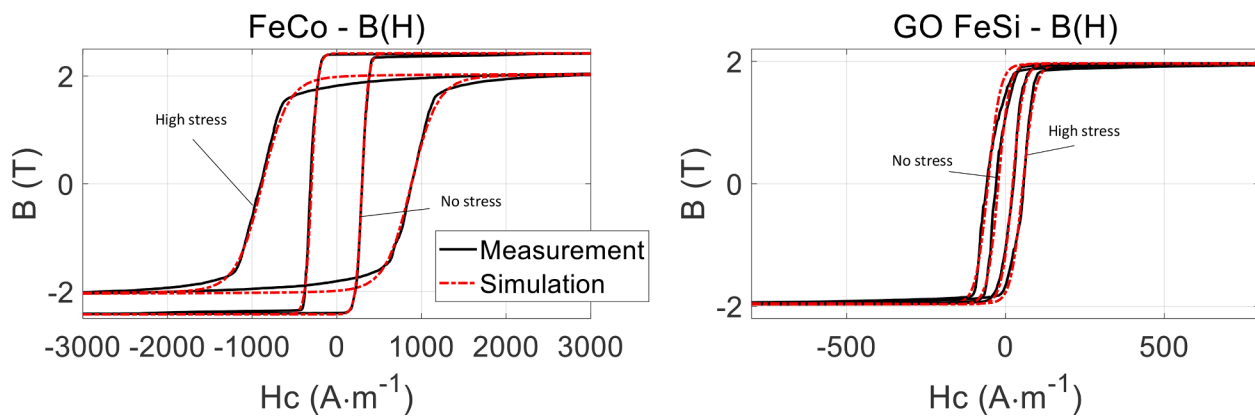 FeCo - B(H)
B (T)
2
0
-2
High stress
No stress
Measurement
Simulation
-3000 -2000 -1000 0 1000 2000 3000
Hc (A·m⁻¹)
GO FeSi - B(H)
B (T)
2
0
-2
No stress
High stress
-500 0 500
Hc (A·m⁻¹)